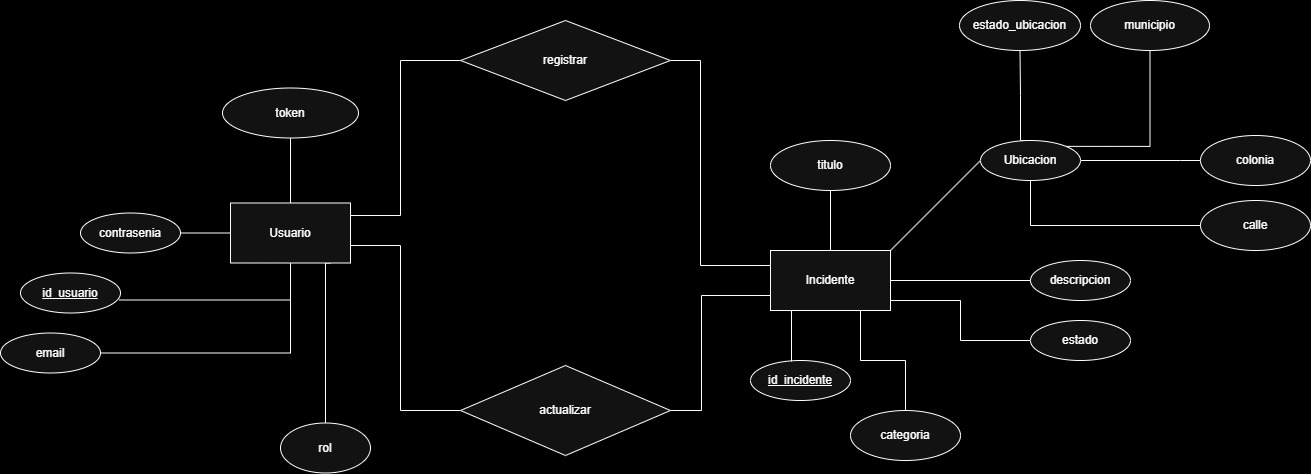 estado_ubicacion
municipio
registrar
token
titulo
Ubicacion
colonia
contrasenia
Usuario
calle
Incidente
descripcion
id_usuario
estado
email
id_incidente
actualizar
categoria
rol